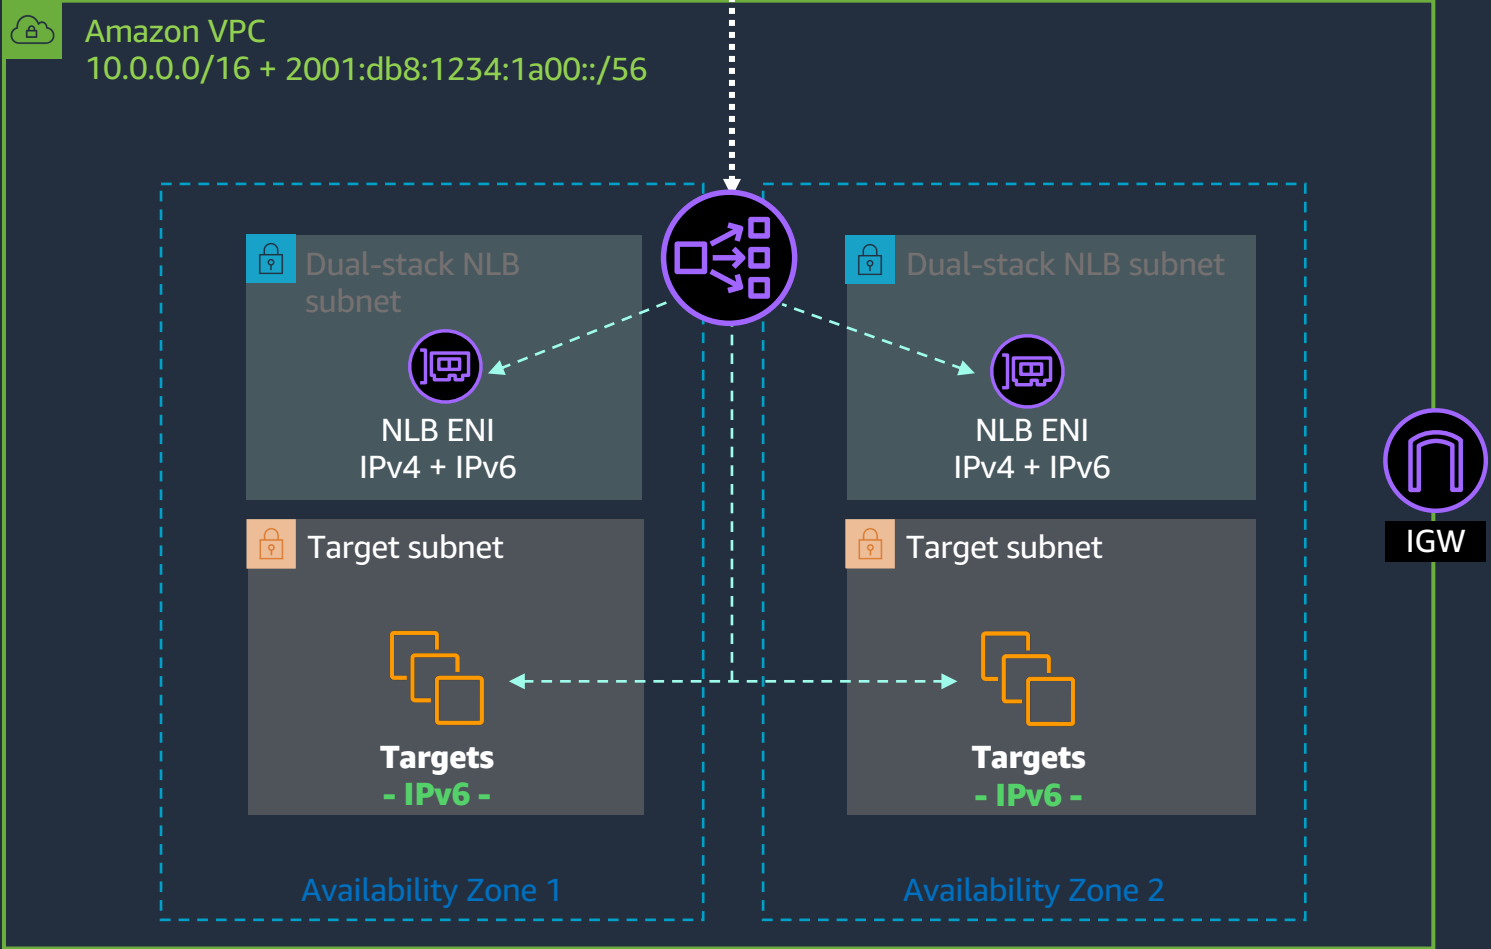 Amazon VPC
10.0.0.0/16 + 2001:db8:1234:1a00::/56
Dual-stack NLB
subnet
NLB ENI
IPv4 + IPv6
Dual-stack NLB subnet
NLB ENI
IPv4 + IPv6
IGW
Target subnet
Targets
- IPv6 -
Target subnet
Targets
- IPv6 -
Availability Zone 1
Availability Zone 2